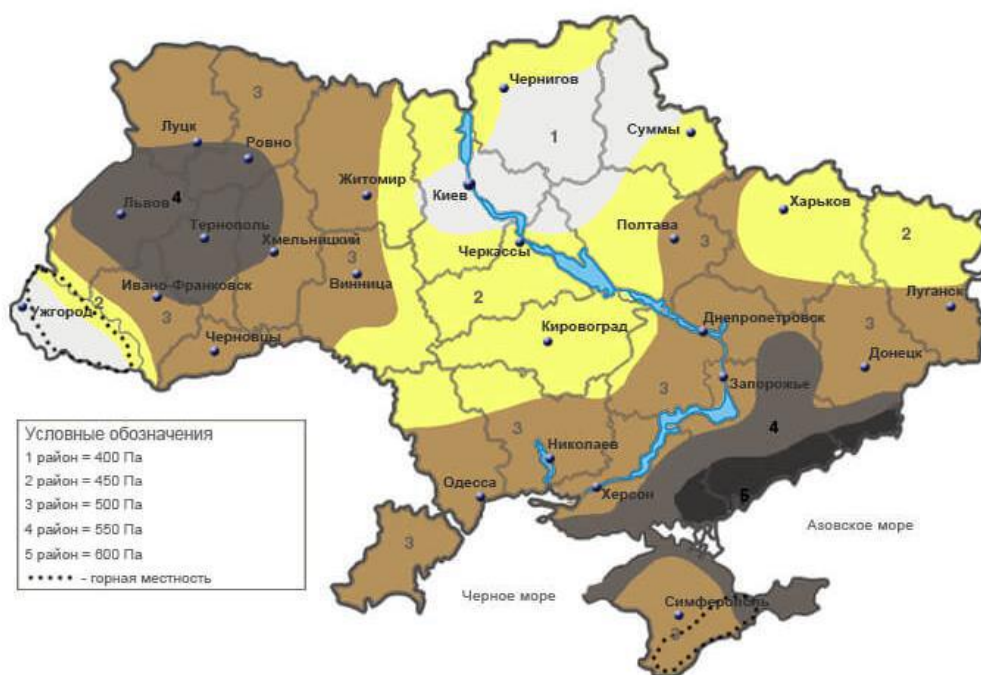 Чернигов
3
1
Луцк
Суммы
Ровно
4
Житомир
Киев
Львов
Харьков
Тернополь
Полтава
Хмельницкий
Черкассы
3
2
3
Винница
2
Ивано-Франковск
2
Луганск
Ужгород
3
Днепропетровск
3
Кировоград
Черновцы
Донецк
3
Запорожье
3
4
Николаев
Условные обозначения
1 район = 400 Па
2 район = 450 Па
3 район = 500 Па
4 район = 550 Па
5 район = 600 Па
- горная местность
Одесса
Херсон
5
Азовское море
3
Черное море
Симферополь
3